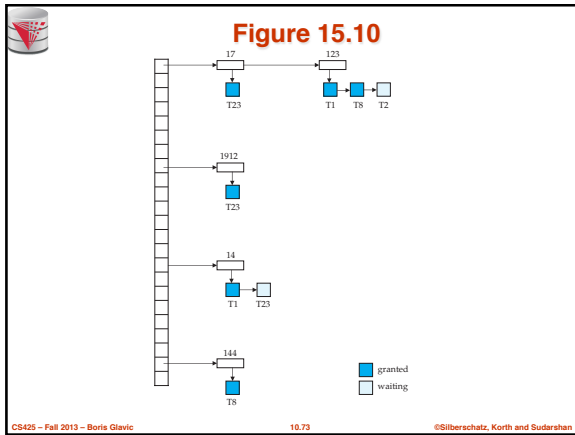 Figure 15.10
17 123
T23 T1 T8 T2
1912
T23
14
T1 T23
144
T8
granted
waiting
CS425 – Fall 2013 – Boris Glavic 10.73 ©Silberschatz, Korth and Sudarshan